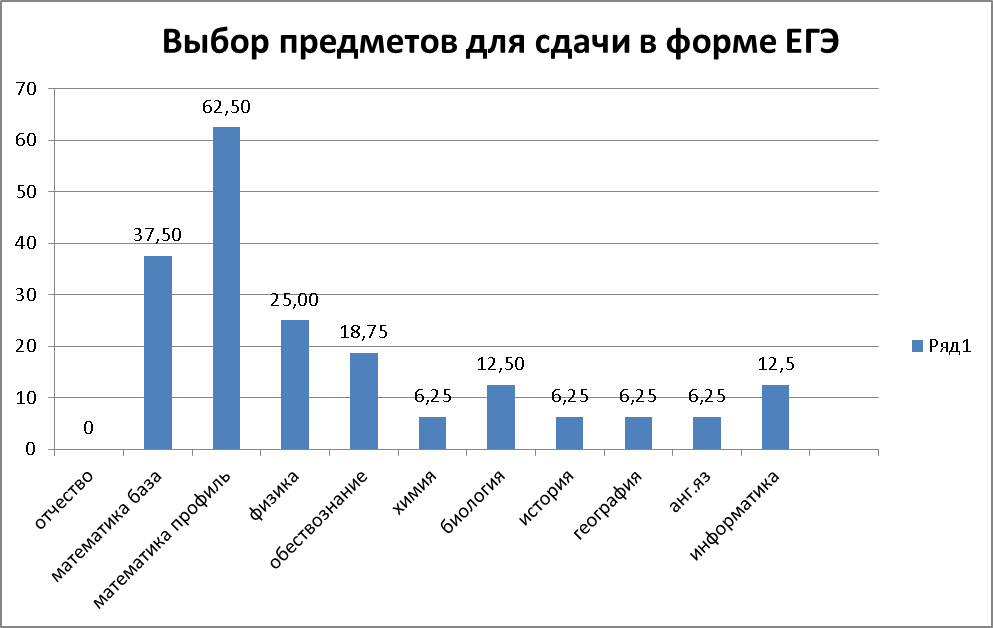 Выбор предметов для сдачи в форме ЕГЭ
70
60
50
40
30
20
10
0
0
37,50
62,50
25,00
18,75
6,25
12,50
6,25
6,25
6,25
12,5
отчество
математика база
математика профиль
физика
обествознание
химия
биология
история
география
анг.яз
информатика
Ряд1